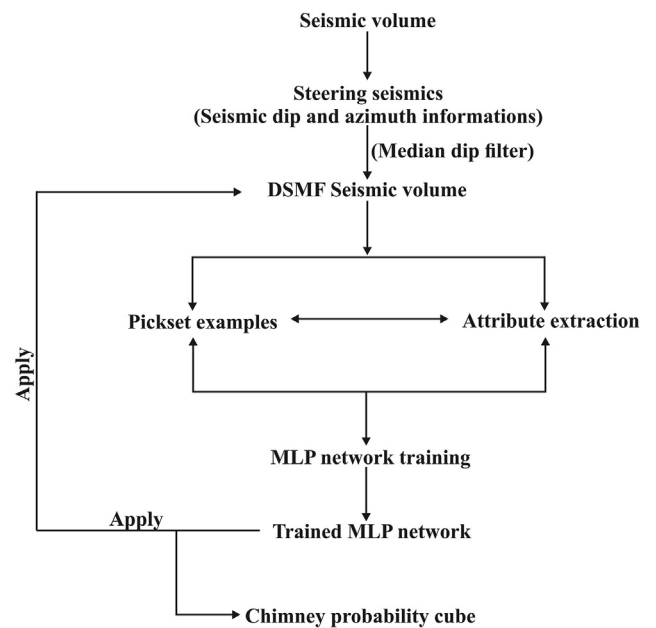 Seismic volume
Steering seismics
(Seismic dip and azimuth informations)
(Median dip filter)
DSMF Seismic volume
Pickset examples
Attribute extraction
Apply
MLP network training
Apply
Trained MLP network
Chimney probability cube